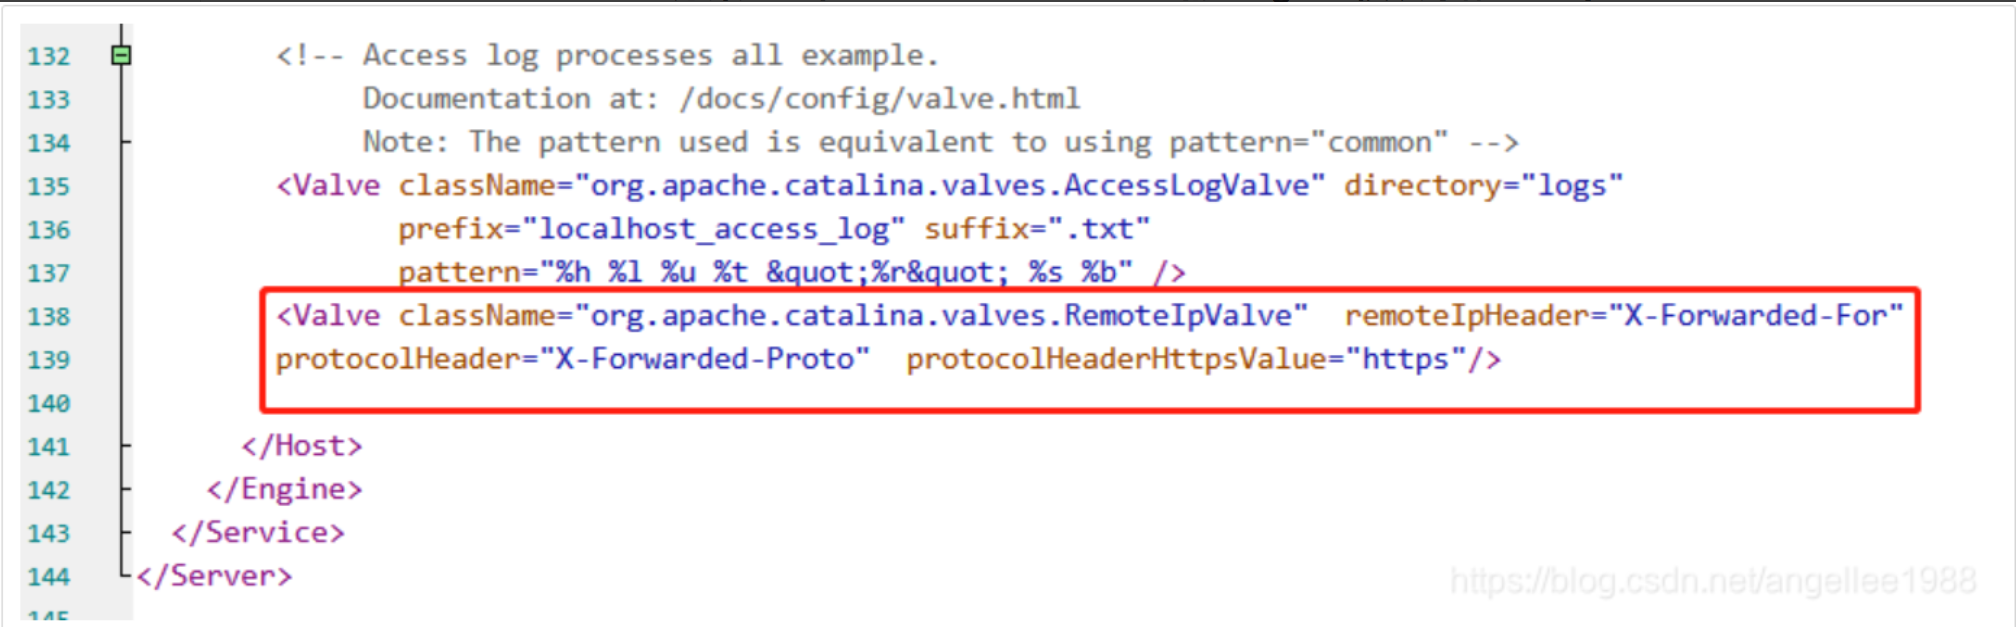 132 <!-- Access log processes all example.
133 Documentation at: /docs/config/valve.html
134 Note: The pattern used is equivalent to using pattern="common" -->
135 <Valve className="org.apache.catalina.valves.AccessLogValve" directory="logs"
136 prefix="localhost_access_log" suffix=".txt"
137 pattern="%h %l %u %t &quot;%r&quot; %s %b" />
138 <Valve className="org.apache.catalina.valves.RemoteIpValve"  remoteIpHeader="X-Forwarded-For"
139 protocolHeader="X-Forwarded-Proto"  protocolHeaderHttpsValue="https"/>
140
141 </Host>
142 </Engine>
143 </Service>
144 </Server>
https://blog.csdn.net/angellee1988
145